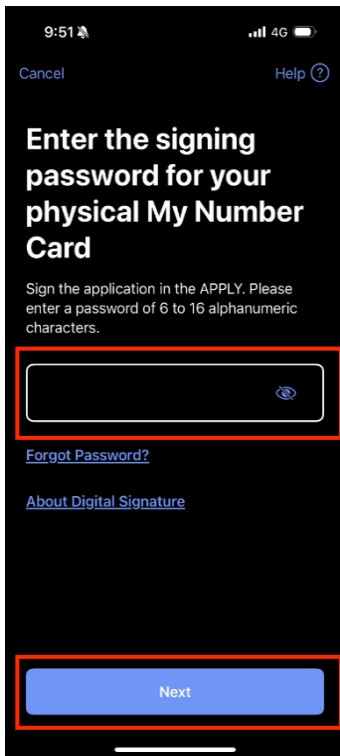 9:51
4G
Cancel
Help ?
Enter the signing
password for your
physical My Number
Card
Sign the application in the APPLY. Please
enter a password of 6 to 16 alphanumeric
characters.
Forgot Password?
About Digital Signature
Next